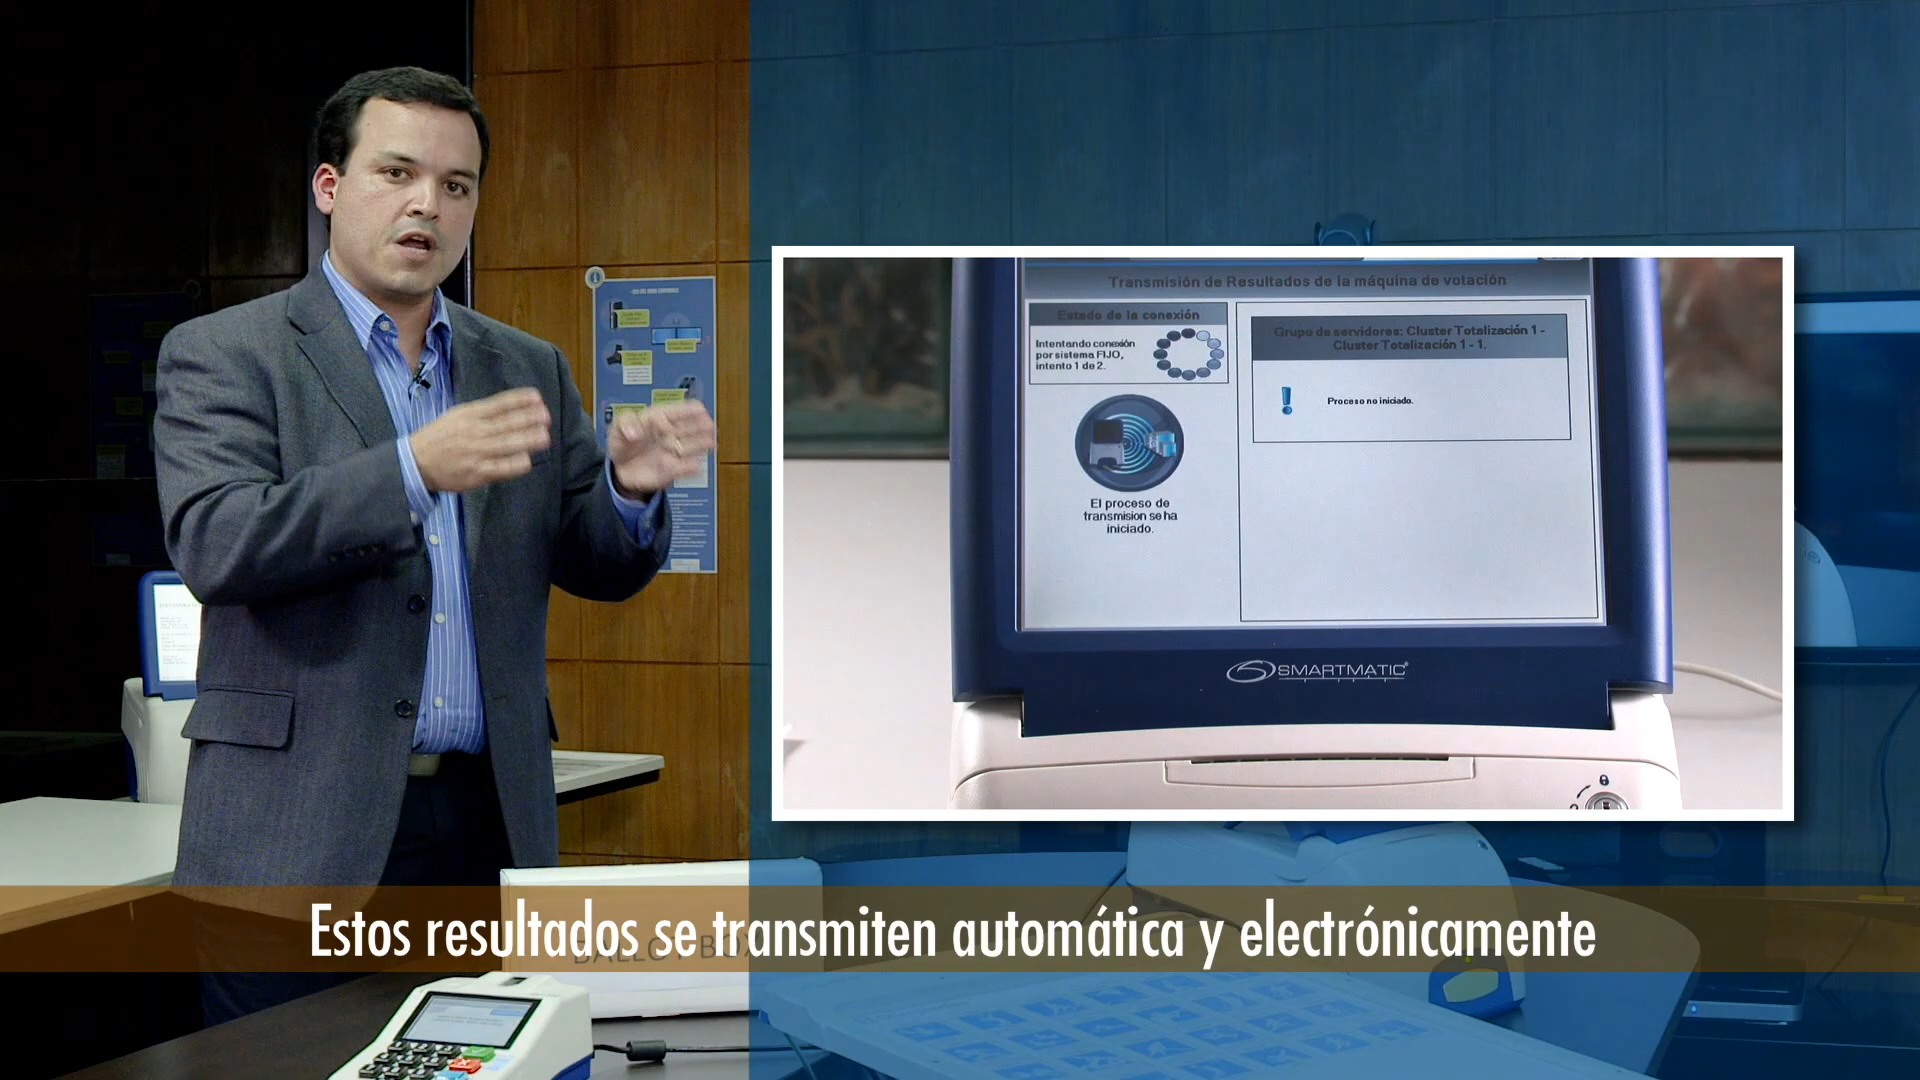 Transmisión de Resultados de la máquina de votación
Estado de la conexión
Intentando conexión
por sistema FIJO,
intento 1 de 2.
El proceso de
transmision se ha
iniciado.
Grupo de servidores: Cluster Totalización 1 -
Cluster Totalización 1 - 1.
Proceso no iniciado.
SMARTMATIC
Estos resultados se transmiten automática y electrónicamente
BALLOT BOX